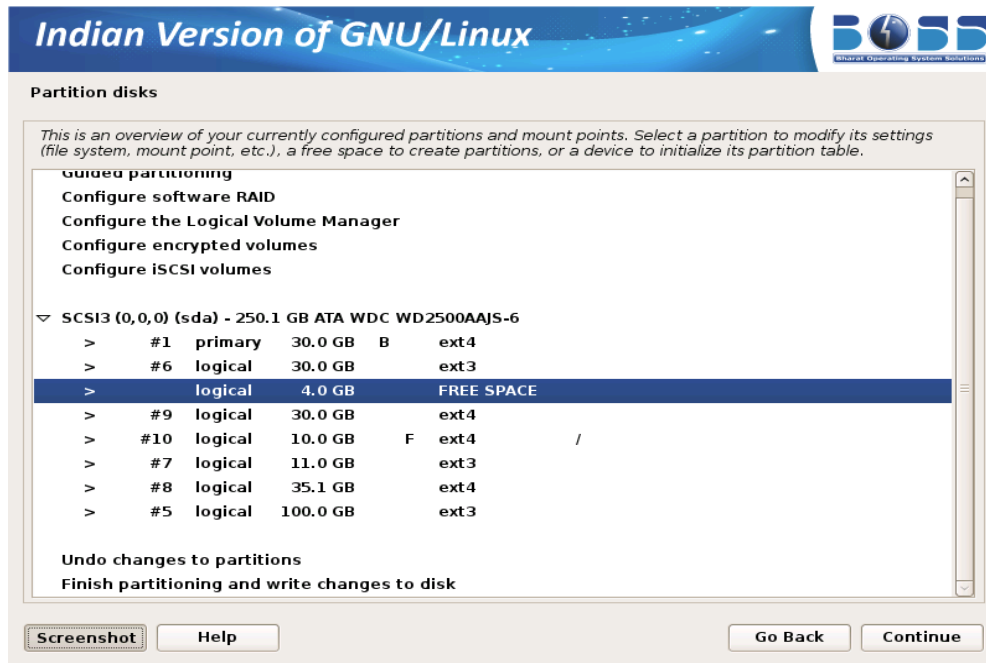 Indian Version of GNU/Linux
BOSS
Bharat Operating System Solutions
Partition disks
This is an overview of your currently configured partitions and mount points. Select a partition to modify its settings
(file system, mount point, etc.), a free space to create partitions, or a device to initialize its partition table.
Guided partitioning
Configure software RAID
Configure the Logical Volume Manager
Configure encrypted volumes
Configure iSCSI volumes
SCSI3 (0,0,0) (sda) - 250.1 GB ATA WDC WD2500AAJS-6
> #1 primary 30.0 GB B ext4
> #6 logical 30.0 GB ext3
> logical 4.0 GB FREE SPACE
> #9 logical 30.0 GB ext4
> #10 logical 10.0 GB F ext4 /
> #7 logical 11.0 GB ext3
> #8 logical 35.1 GB ext4
> #5 logical 100.0 GB ext3
Undo changes to partitions
Finish partitioning and write changes to disk
Screenshot Help Go Back Continue